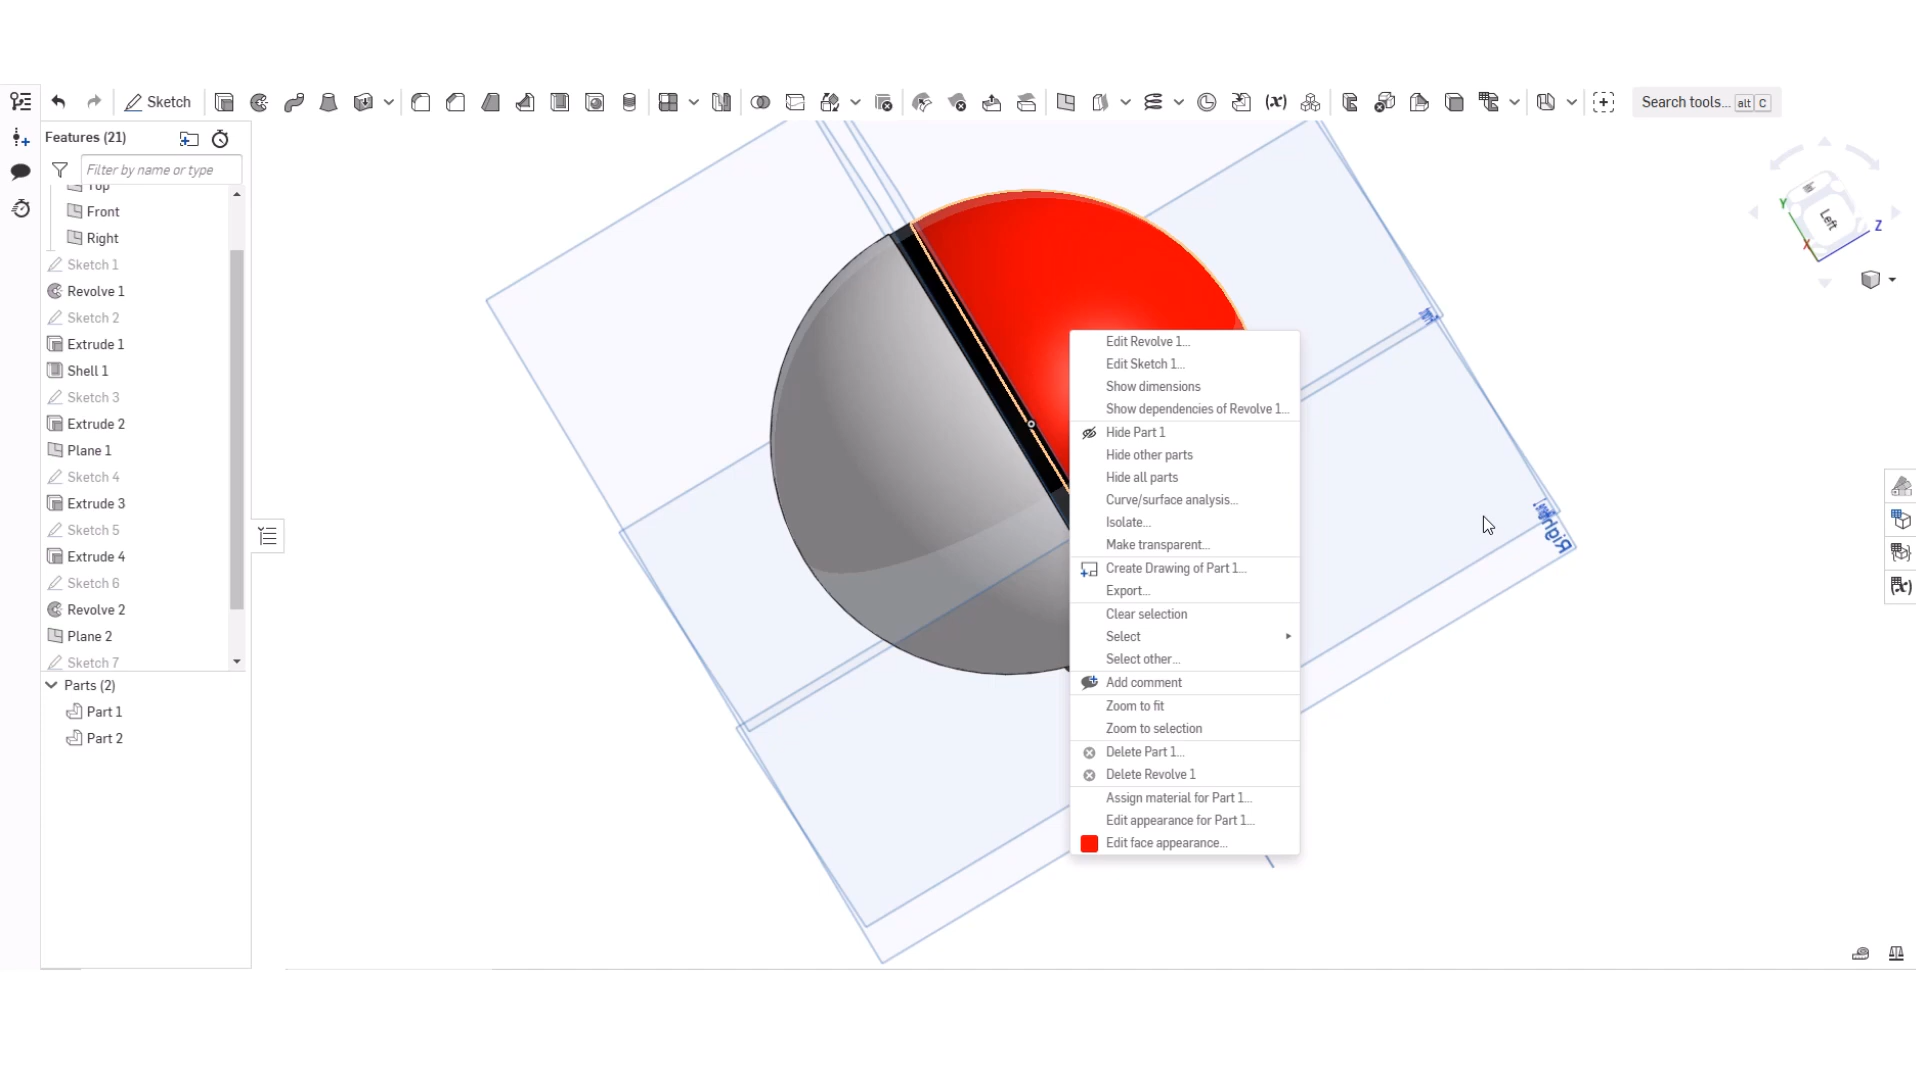 Sketch
Search tools... alt C
Features (21)
Filter by name or type
Top
Front
Right
Sketch 1
Revolve 1
Sketch 2
Extrude 1
Shell 1
Sketch 3
Extrude 2
Plane 1
Sketch 4
Extrude 3
Sketch 5
Extrude 4
Sketch 6
Revolve 2
Plane 2
Sketch 7
Parts (2)
Part 1
Part 2
Edit Revolve 1...
Edit Sketch 1...
Show dimensions
Show dependencies of Revolve 1...
Hide Part 1
Hide other parts
Hide all parts
Curve/surface analysis...
Isolate...
Make transparent...
Create Drawing of Part 1...
Export...
Clear selection
Select
Select other...
Add comment
Zoom to fit
Zoom to selection
Delete Part 1...
Delete Revolve 1
Assign material for Part 1...
Edit appearance for Part 1...
Edit face appearance...
Right
Y
Left
Z
X
(x)
(x)